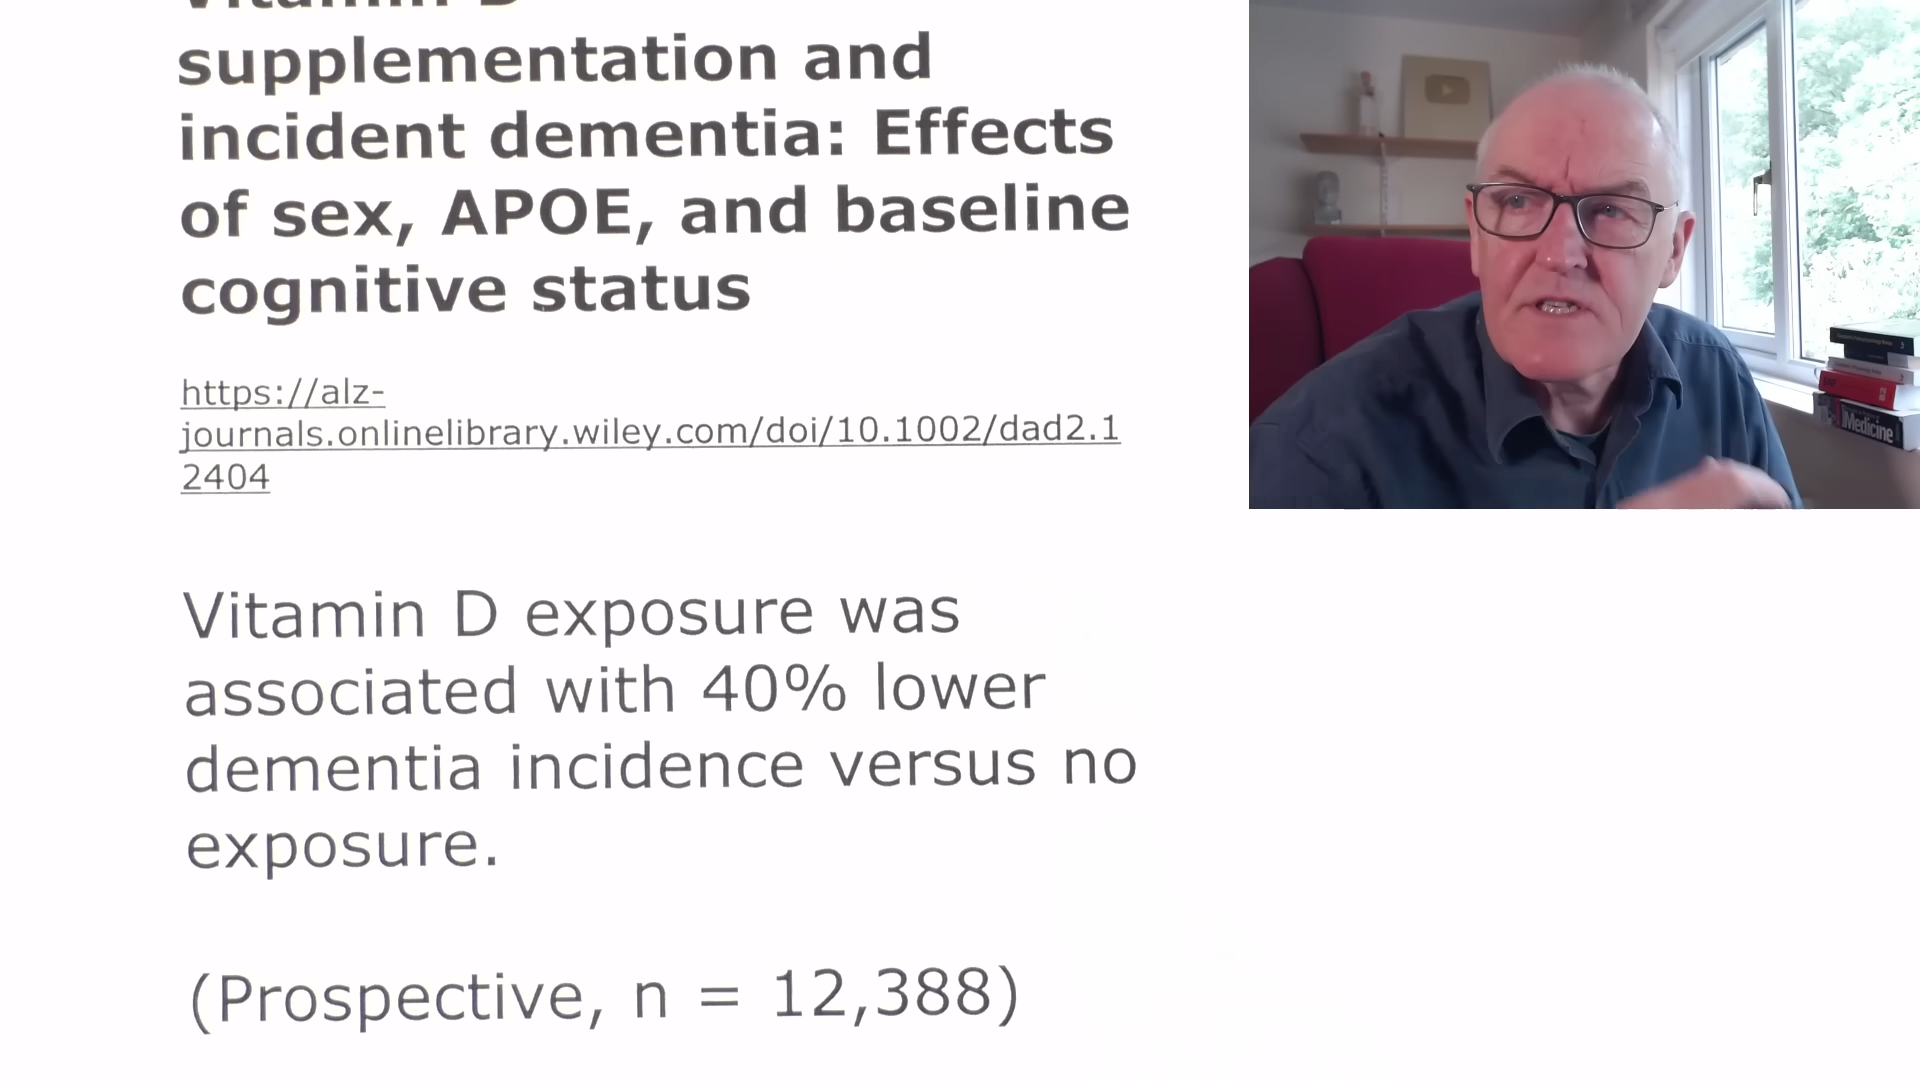 Vitamin D
supplementation and
incident dementia: Effects
of sex, APOE, and baseline
cognitive status
https://alz-
journals.onlinelibrary.wiley.com/doi/10.1002/dad2.1
2404
Vitamin D exposure was
associated with 40% lower
dementia incidence versus no
exposure.
(Prospective, n = 12,388)
Medicine